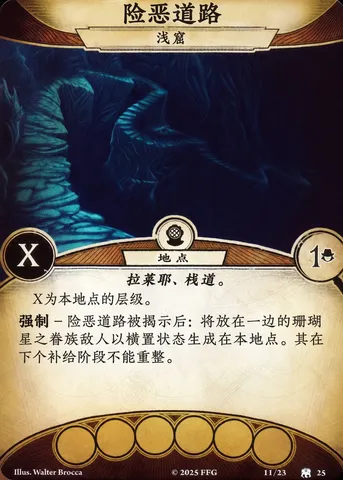 险恶道路
浅窟
X
地点
1
拉莱耶、栈道。
X为本地点的层级。
强制 – 险恶道路被揭示后：将放在一边的珊瑚
星之眷族敌人以横置状态生成在本地点。其在
下个补给阶段不能重整。
Illus. Walter Brocca
© 2025 FFG
11/23
25